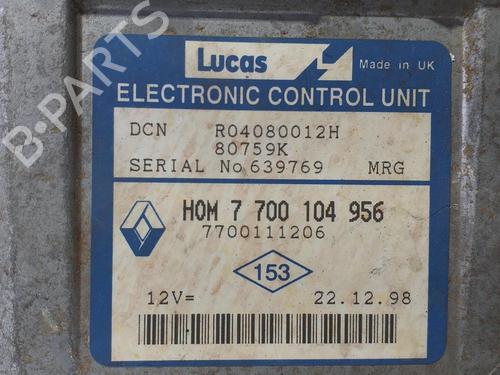 B-PARTS
Lucas Made in UK
ELECTRONIC CONTROL UNIT
DCN R04080012H
80759K
SERIAL No 639769 MRG
HOM 7 700 104 956
7700111206
153
12V= 22.12.98